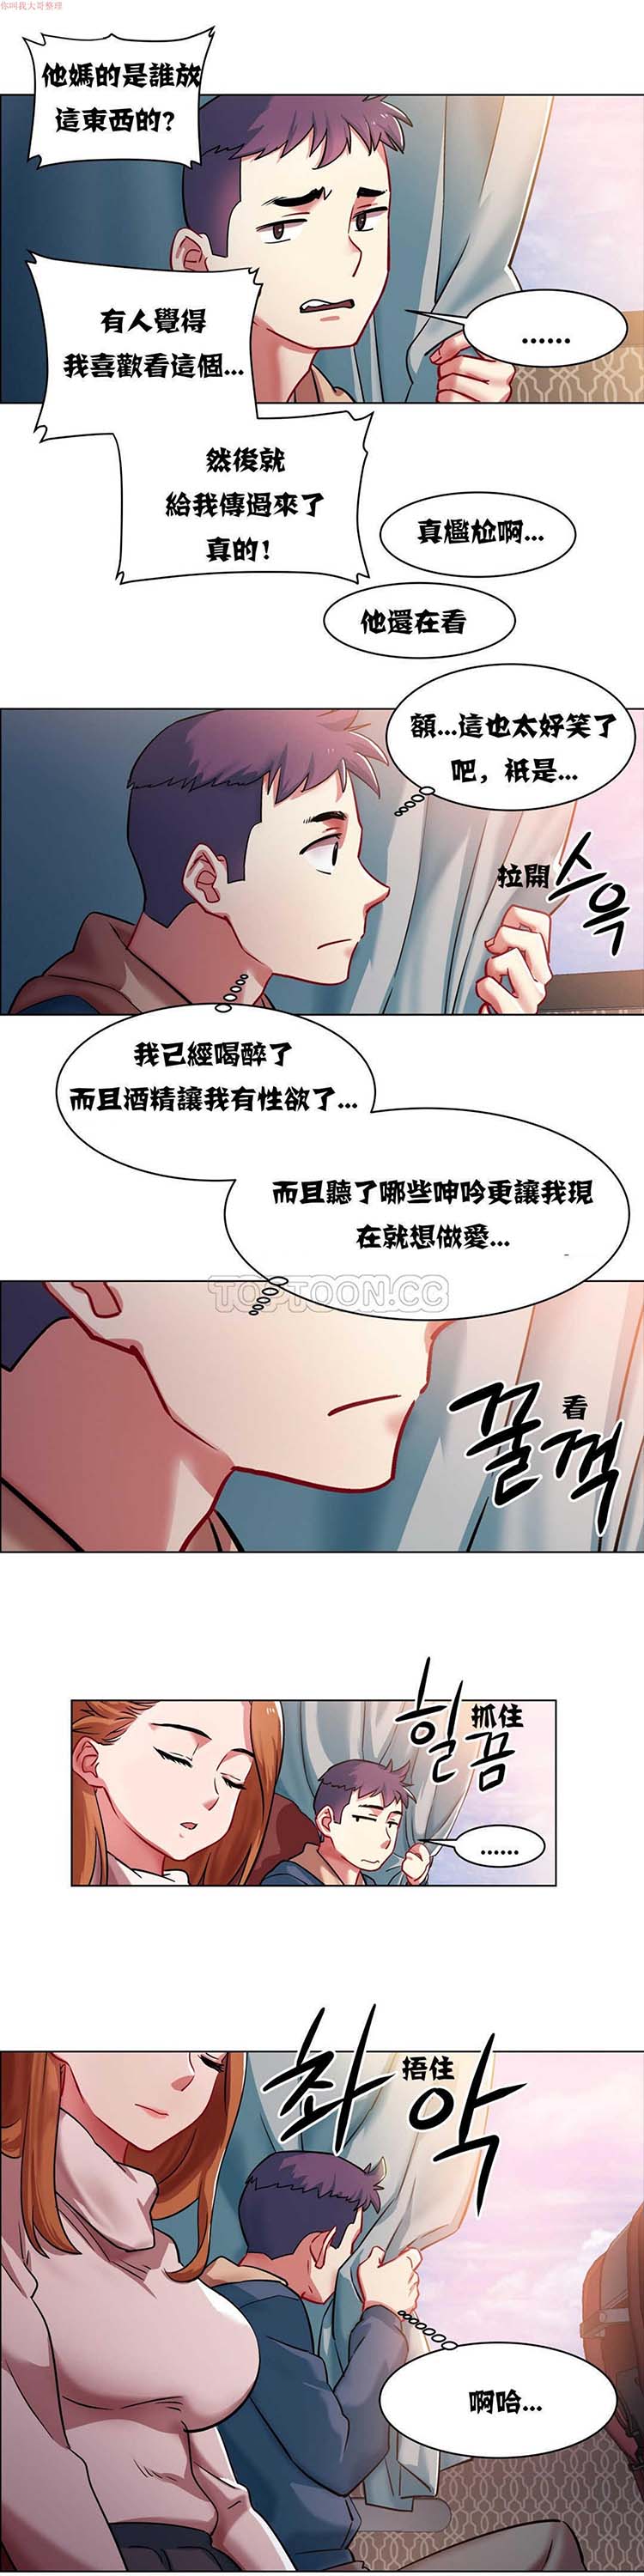 你叫我大哥整理
他媽的是誰放
這東西的?
有人覺得
我喜歡看這個...
......
然後就
給我傳過來了
真的!
真尷尬啊...
他還在看
額...這也太好笑了
吧，祇是...
拉開
스윽
我已經喝醉了
而且酒精讓我有性欲了...
而且聽了哪些呻吟更讓我現
在就想做愛...
TOPTOON.CC
看
꿀꺽
힐끔
抓住
......
콰악
捂住
啊哈...